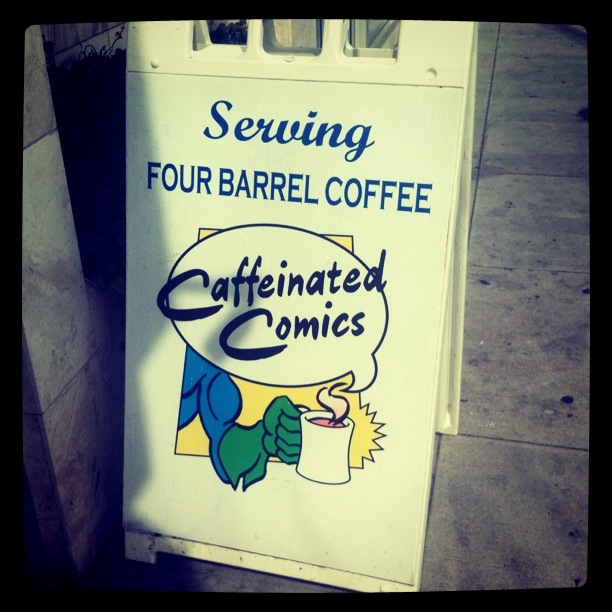 Serving
FOUR BARREL COFFEE
Caffeinated
Comics